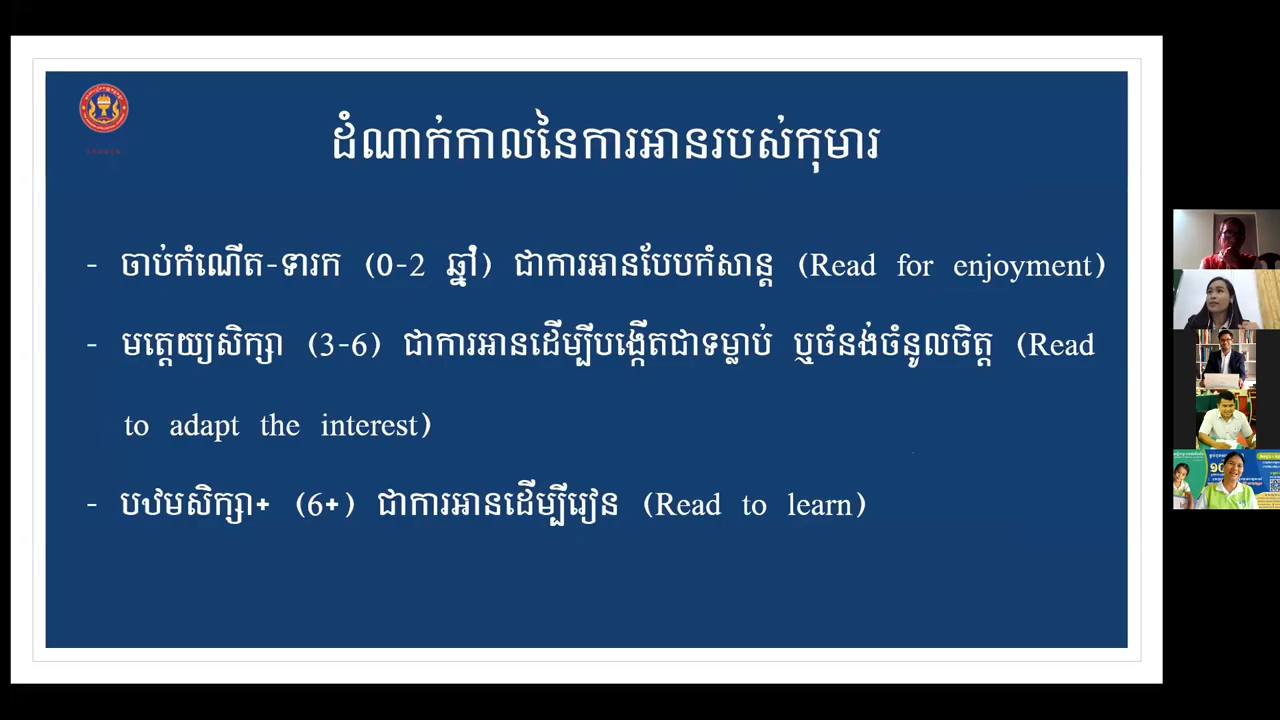 ដំណាក់កាលនៃការអានរបស់កុមារ
- ចាប់កំណើត-ទារក (0-2 ឆ្នាំ) ជាការអានបែបកំសាន្ត (Read for enjoyment)
- មត្តេយ្យសិក្សា (3-6) ជាការអានដើម្បីបង្កើតជាទម្លាប់ ឬចំនង់ចំនូលចិត្ត (Read
to adapt the interest)
- បឋមសិក្សា+ (6+) ជាការអានដើម្បីរៀន (Read to learn)